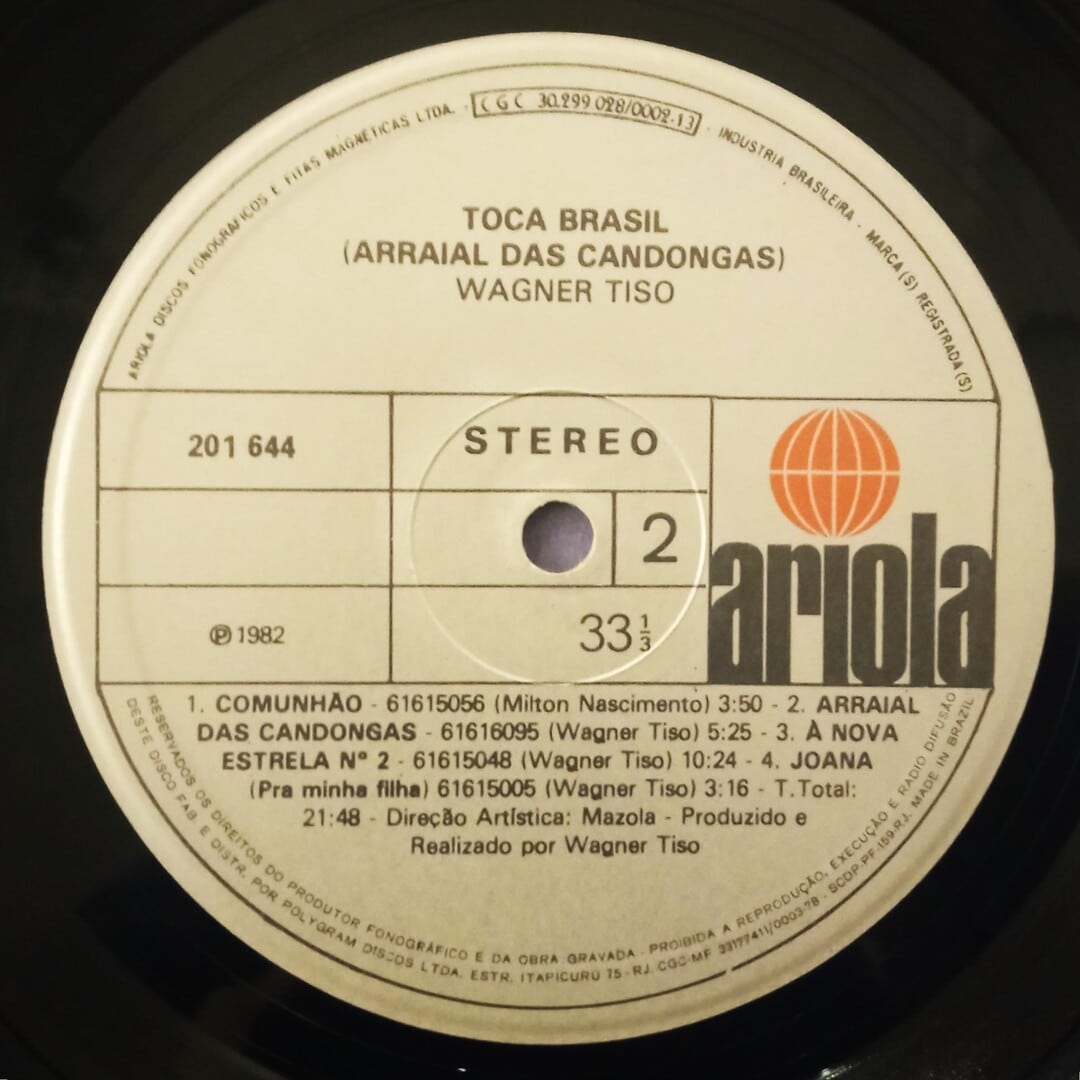 ARIOLA DISCOS FONOGRAFICOS E FITAS MAGNETICAS LTDA. · CGC 30.299 028/0002-13 · INDUSTRIA BRASILEIRA · MARCA(S) REGISTRADA(S)
TOCA BRASIL
(ARRAIAL DAS CANDONGAS)
WAGNER TISO
201 644
STEREO
2
℗ 1982
33 1/3
ariola
1. COMUNHÃO - 61615056 (Milton Nascimento) 3:50 - 2. ARRAIAL
DAS CANDONGAS - 61616095 (Wagner Tiso) 5:25 - 3. À NOVA
ESTRELA Nº 2 - 61615048 (Wagner Tiso) 10:24 - 4. JOANA
(Pra minha filha) 61615005 (Wagner Tiso) 3:16 - T.Total:
21:48 - Direção Artística: Mazola - Produzido e
Realizado por Wagner Tiso
RESERVADOS OS DIREITOS DO PRODUTOR FONOGRÁFICO E DA OBRA GRAVADA - PROIBIDA A REPRODUÇÃO, EXECUÇÃO E RADIO DIFUSÃO
DESTE DISCO FAB E DISTR. POR POLYGRAM DISCOS LTDA. ESTR. ITAPICURÚ 75 - RJ. CGC-MF 33177411/0003-78 - SCDP-PF-159-RJ. MADE IN BRAZIL